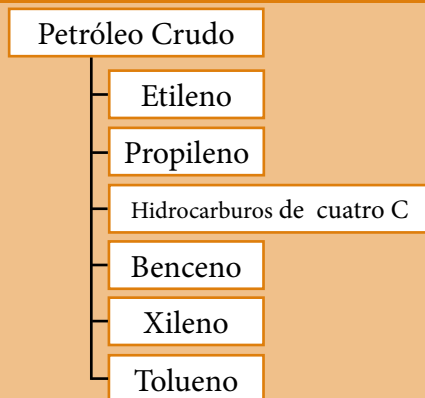 Petróleo Crudo
Etileno
Propileno
Hidrocarburos de cuatro C
Benceno
Xileno
Tolueno